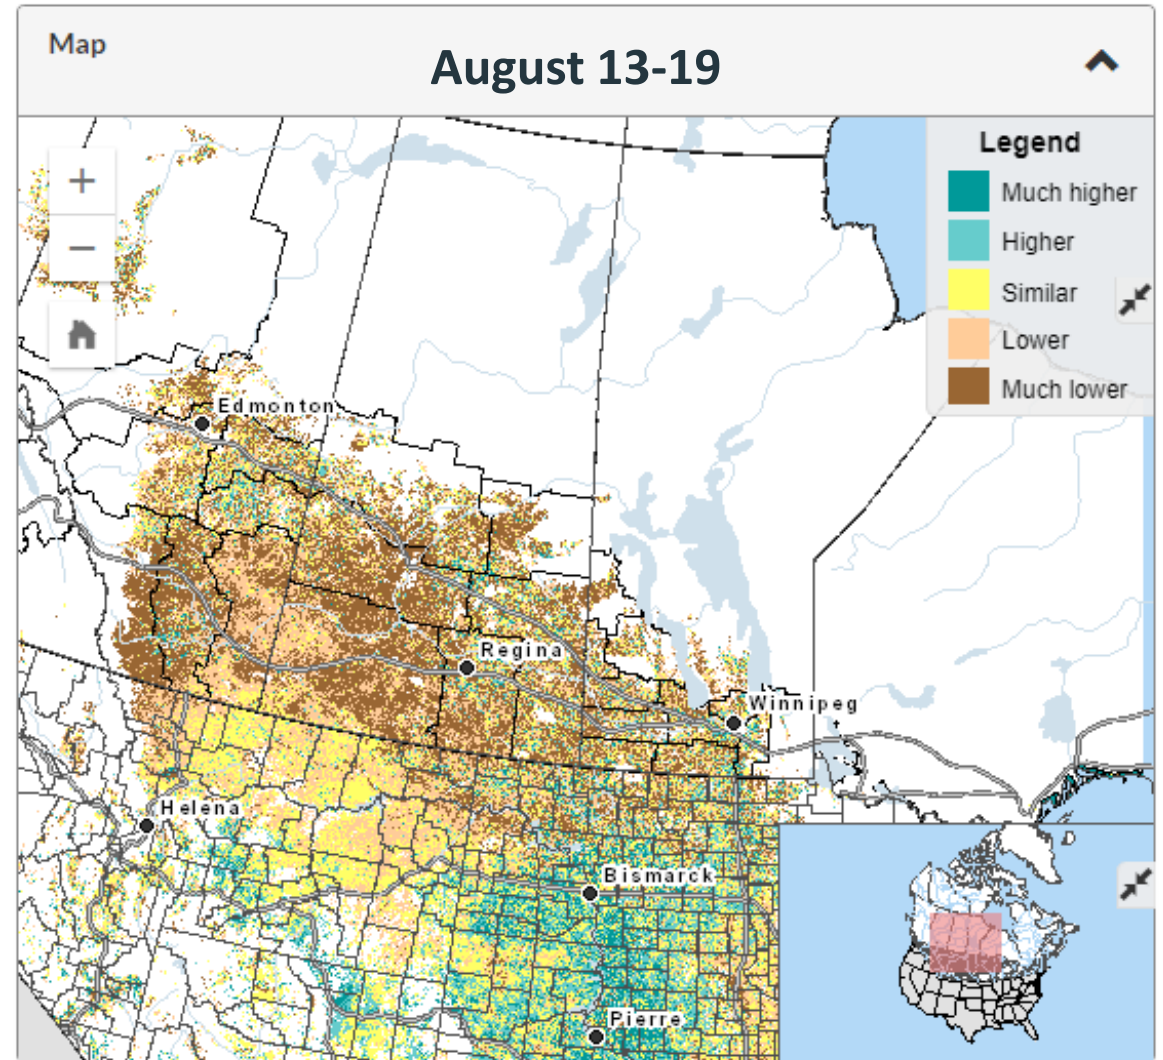 Map
August 13-19
+
−
Legend
Much higher
Higher
Similar
Lower
Much lower
Edmonton
Regina
Winnipeg
Helena
Bismarck
Pierre